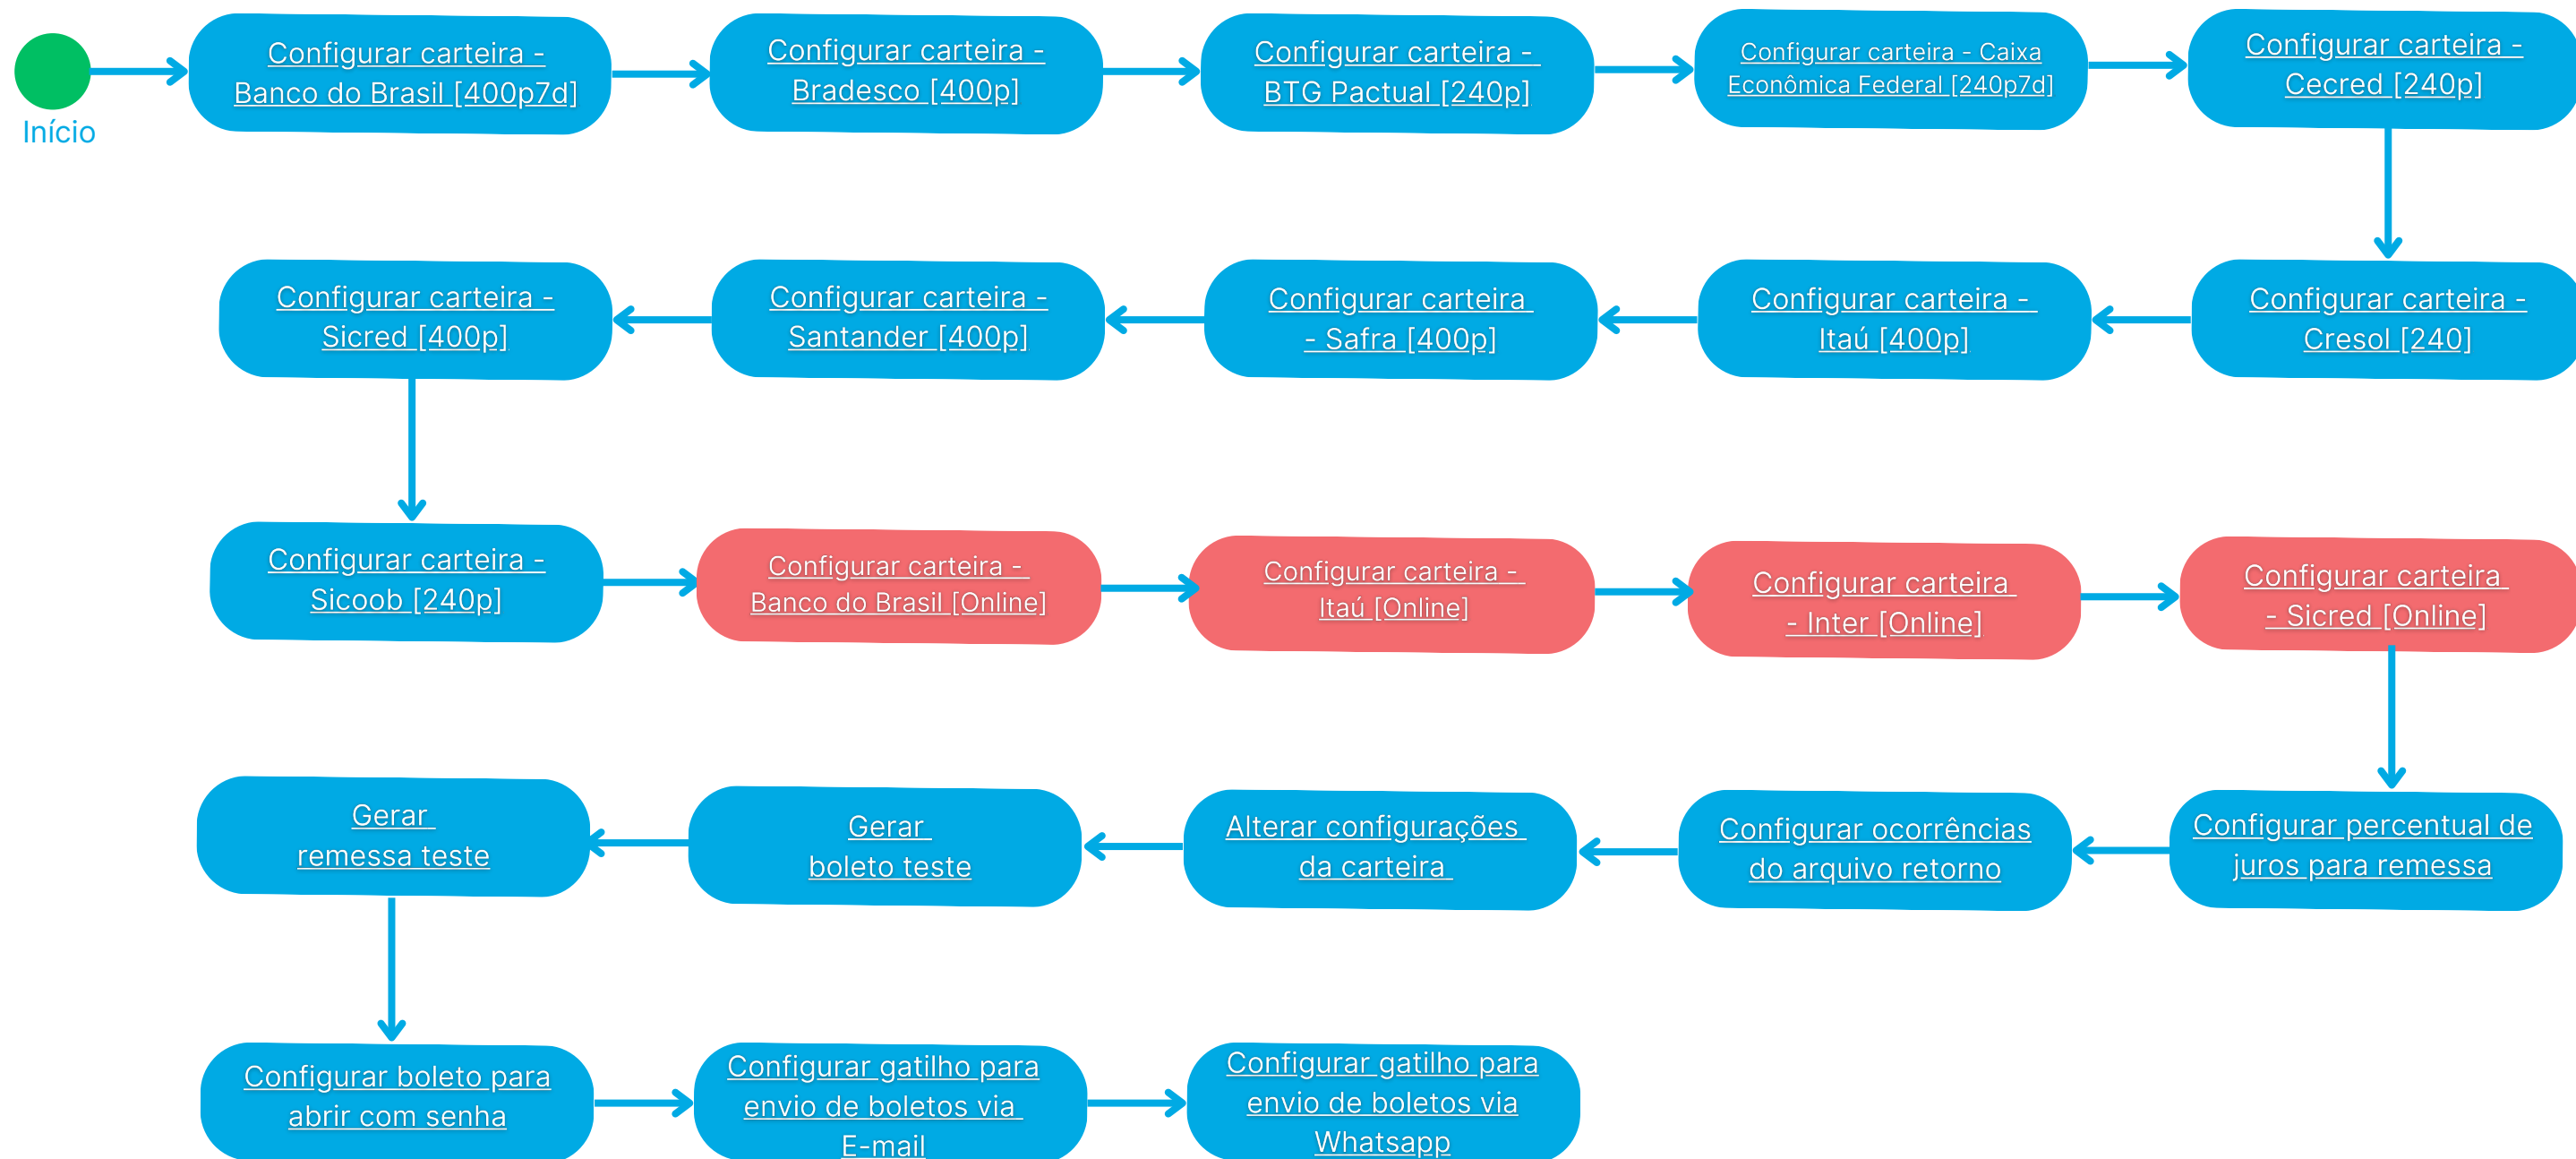 Início
Configurar carteira -
Banco do Brasil [400p7d]
Configurar carteira -
Bradesco [400p]
Configurar carteira -
BTG Pactual [240p]
Configurar carteira - Caixa
Econômica Federal [240p7d]
Configurar carteira -
Cecred [240p]
Configurar carteira -
Cresol [240]
Configurar carteira -
Itaú [400p]
Configurar carteira
- Safra [400p]
Configurar carteira -
Santander [400p]
Configurar carteira -
Sicred [400p]
Configurar carteira -
Sicoob [240p]
Configurar carteira -
Banco do Brasil [Online]
Configurar carteira -
Itaú [Online]
Configurar carteira
- Inter [Online]
Configurar carteira
- Sicred [Online]
Configurar percentual de
juros para remessa
Configurar ocorrências
do arquivo retorno
Alterar configurações
da carteira
Gerar
boleto teste
Gerar
remessa teste
Configurar boleto para
abrir com senha
Configurar gatilho para
envio de boletos via
E-mail
Configurar gatilho para
envio de boletos via
Whatsapp